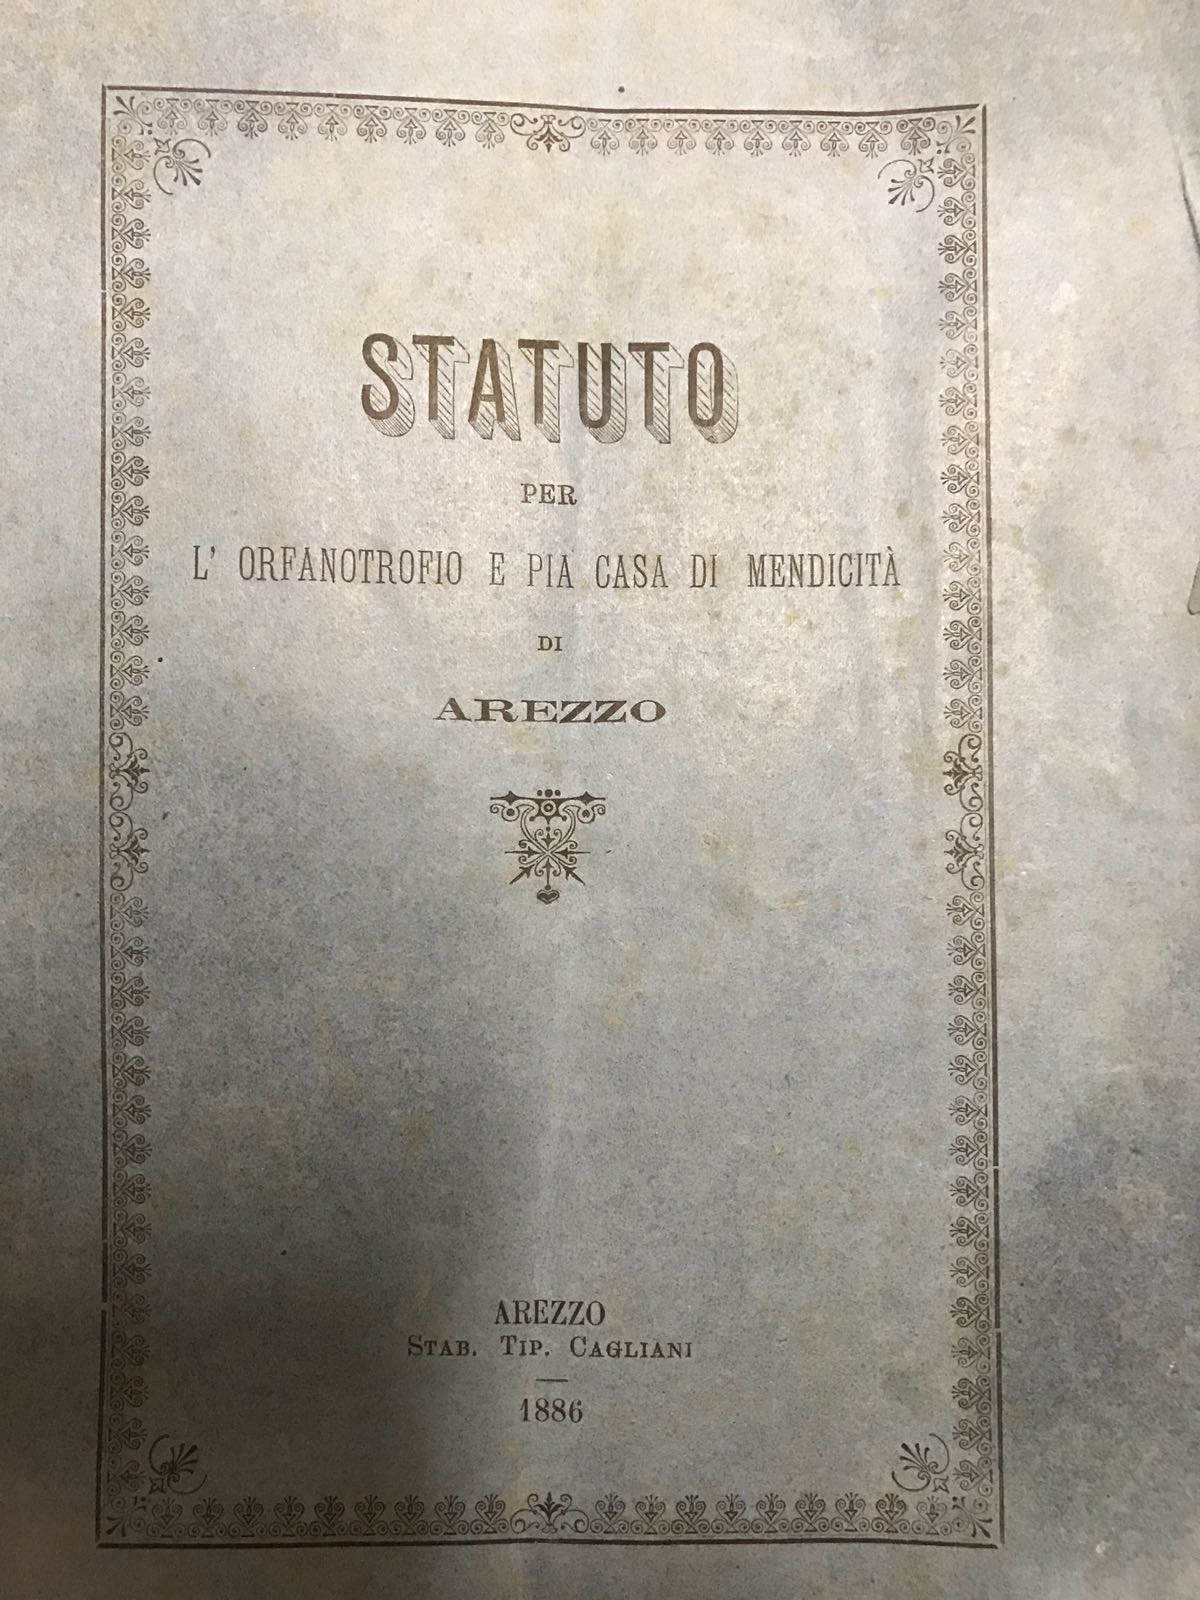 STATUTO
PER
L' ORFANOTROFIO E PIA CASA DI MENDICITÀ
DI
AREZZO
AREZZO
STAB. TIP. CAGLIANI
1886